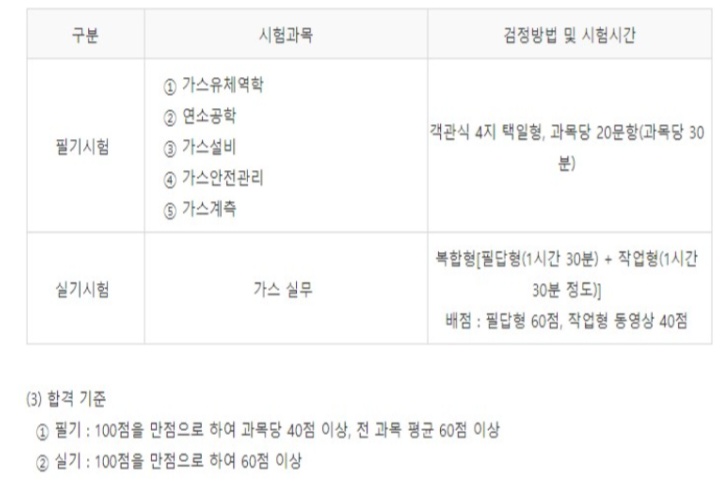 구분 시험과목 검정방법 및 시험시간
필기시험
① 가스유체역학
② 연소공학
③ 가스설비
④ 가스안전관리
⑤ 가스계측
객관식 4지 택일형, 과목당 20문항(과목당 30
분)
실기시험
가스 실무
복합형[필답형(1시간 30분) + 작업형(1시간
30분 정도)]
배점 : 필답형 60점, 작업형 동영상 40점
(3) 합격 기준
① 필기 : 100점을 만점으로 하여 과목당 40점 이상, 전 과목 평균 60점 이상
② 실기 : 100점을 만점으로 하여 60점 이상